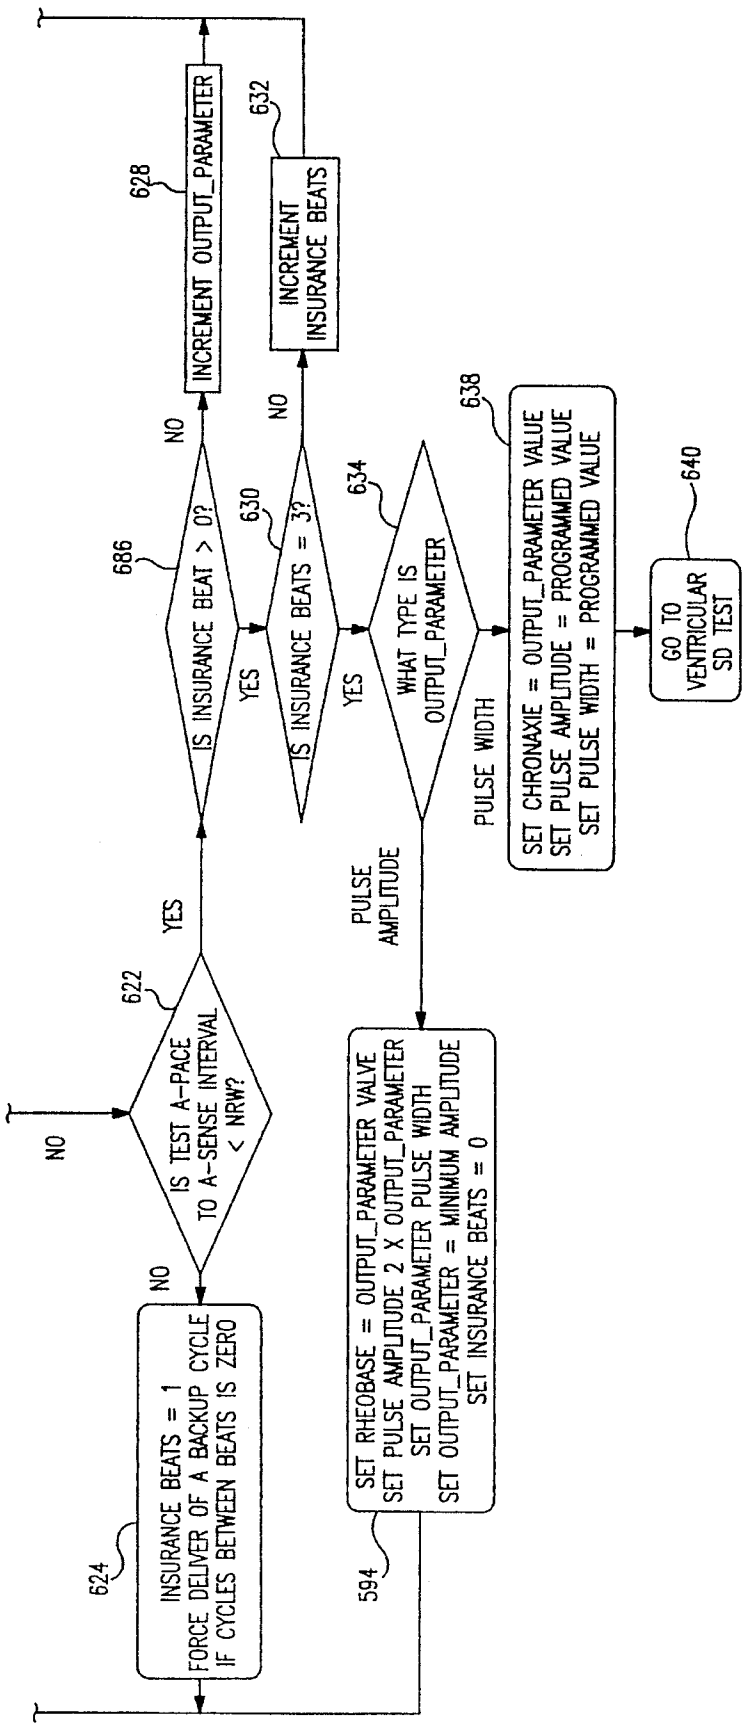 NO
622
IS TEST A-PACE
TO A-SENSE INTERVAL
< NRW?
NO
624
INSURANCE BEATS = 1
FORCE DELIVER OF A BACKUP CYCLE
IF CYCLES BETWEEN BEATS IS ZERO
YES
686
IS INSURANCE BEAT > 0?
NO
628
INCREMENT OUTPUT_PARAMETER
YES
630
IS INSURANCE BEATS = 3?
NO
632
INCREMENT
INSURANCE BEATS
YES
634
WHAT TYPE IS
OUTPUT_PARAMETER
PULSE
AMPLITUDE
594
SET RHEOBASE = OUTPUT_PARAMETER VALVE
SET PULSE AMPLITUDE 2 X OUTPUT_PARAMETER
SET OUTPUT_PARAMETER PULSE WIDTH
SET OUTPUT_PARAMETER = MINIMUM AMPLITUDE
SET INSURANCE BEATS = 0
PULSE WIDTH
638
SET CHRONAXIE = OUTPUT_PARAMETER VALUE
SET PULSE AMPLITUDE = PROGRAMMED VALUE
SET PULSE WIDTH = PROGRAMMED VALUE
640
GO TO
VENTRICULAR
SD TEST